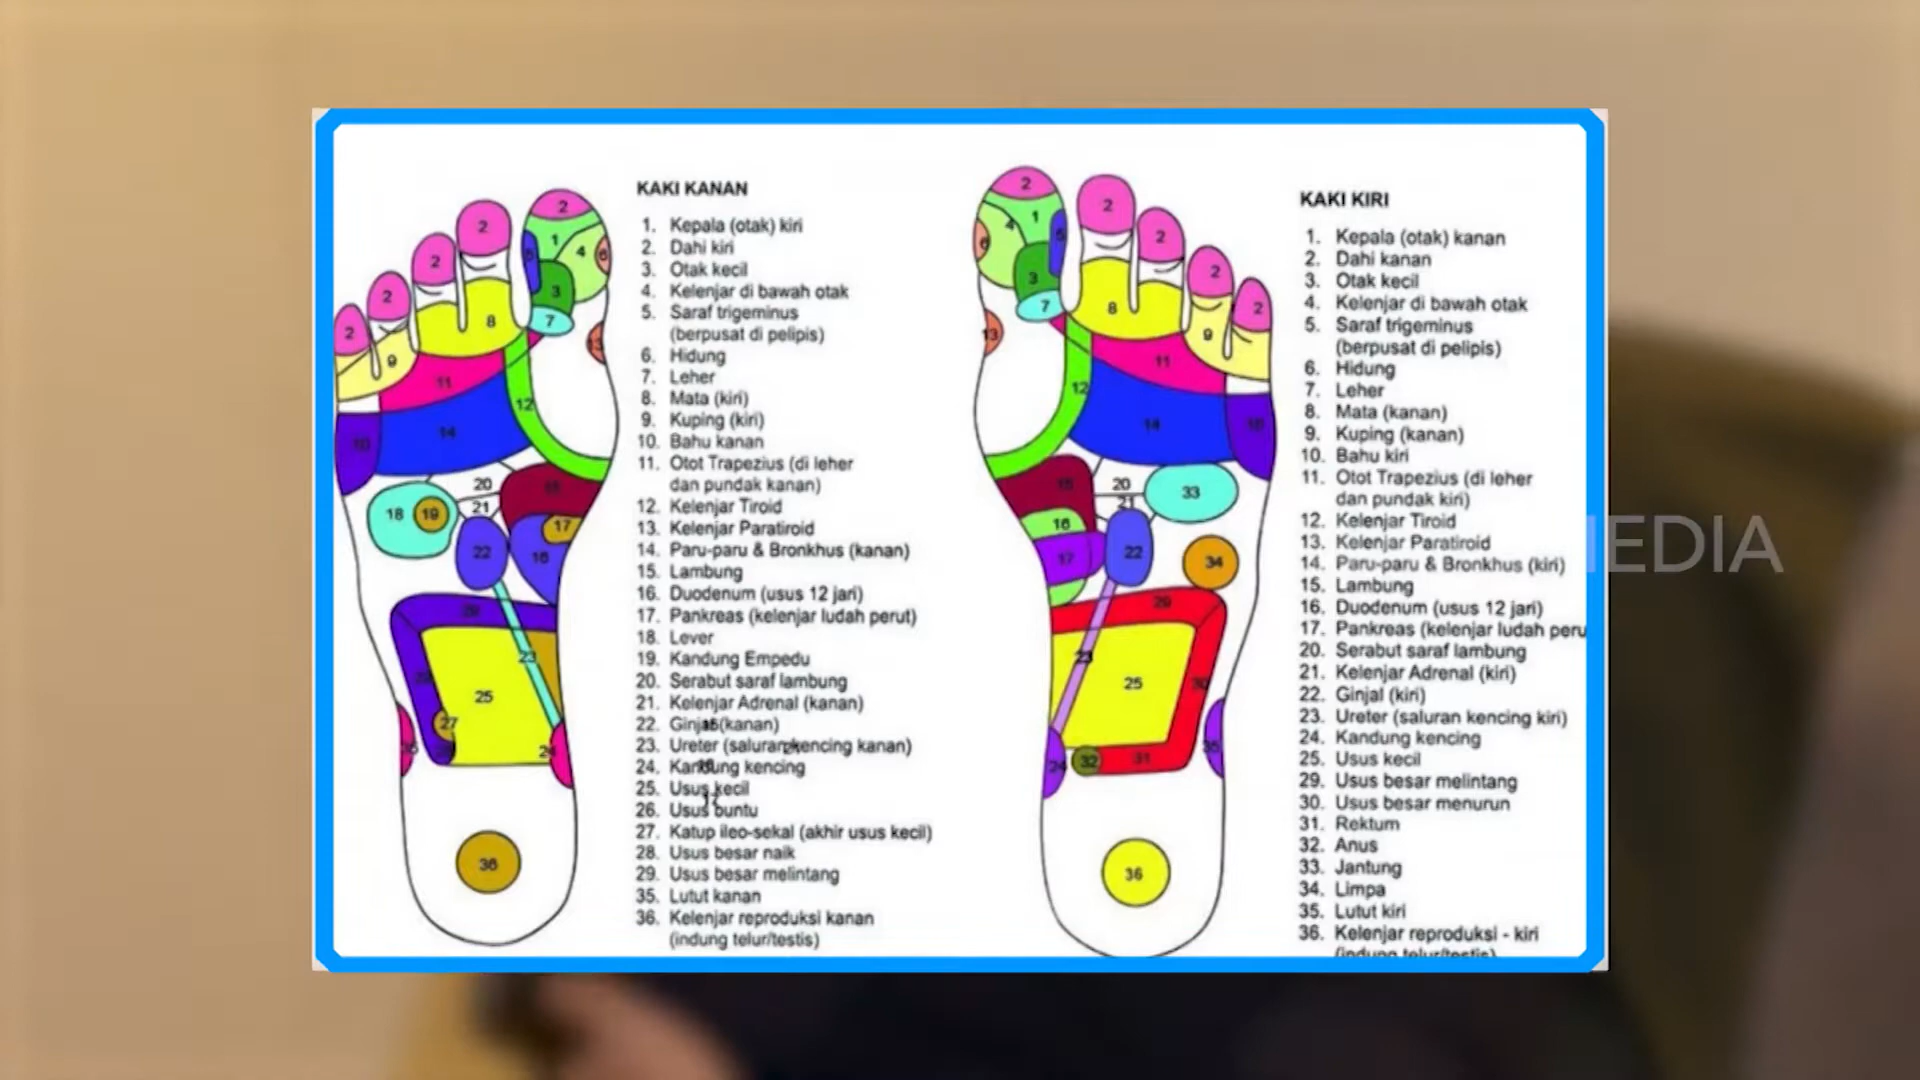 KAKI KANAN
1. Kepala (otak) kiri
2. Dahi kiri
3. Otak kecil
4. Kelenjar di bawah otak
5. Saraf trigeminus
(berpusat di pelipis)
6. Hidung
7. Leher
8. Mata (kiri)
9. Kuping (kiri)
10. Bahu kanan
11. Otot Trapezius (di leher
dan pundak kanan)
12. Kelenjar Tiroid
13. Kelenjar Paratiroid
14. Paru-paru & Bronkhus (kanan)
15. Lambung
16. Duodenum (usus 12 jari)
17. Pankreas (kelenjar ludah perut)
18. Lever
19. Kandung Empedu
20. Serabut saraf lambung
21. Kelenjar Adrenal (kanan)
22. Ginjal (kanan)
23. Ureter (saluran kencing kanan)
24. Kandung kencing
25. Usus kecil
26. Usus buntu
27. Katup ileo-sekal (akhir usus kecil)
28. Usus besar naik
29. Usus besar melintang
35. Lutut kanan
36. Kelenjar reproduksi kanan
(indung telur/testis)
KAKI KIRI
1. Kepala (otak) kanan
2. Dahi kanan
3. Otak kecil
4. Kelenjar di bawah otak
5. Saraf trigeminus
(berpusat di pelipis)
6. Hidung
7. Leher
8. Mata (kanan)
9. Kuping (kanan)
10. Bahu kiri
11. Otot Trapezius (di leher
dan pundak kiri)
12. Kelenjar Tiroid
13. Kelenjar Paratiroid
14. Paru-paru & Bronkhus (kiri)
15. Lambung
16. Duodenum (usus 12 jari)
17. Pankreas (kelenjar ludah peru
20. Serabut saraf lambung
21. Kelenjar Adrenal (kiri)
22. Ginjal (kiri)
23. Ureter (saluran kencing kiri)
24. Kandung kencing
25. Usus kecil
29. Usus besar melintang
30. Usus besar menurun
31. Rektum
32. Anus
33. Jantung
34. Limpa
35. Lutut kiri
36. Kelenjar reproduksi - kiri
(indung telur/testis)
EDIA